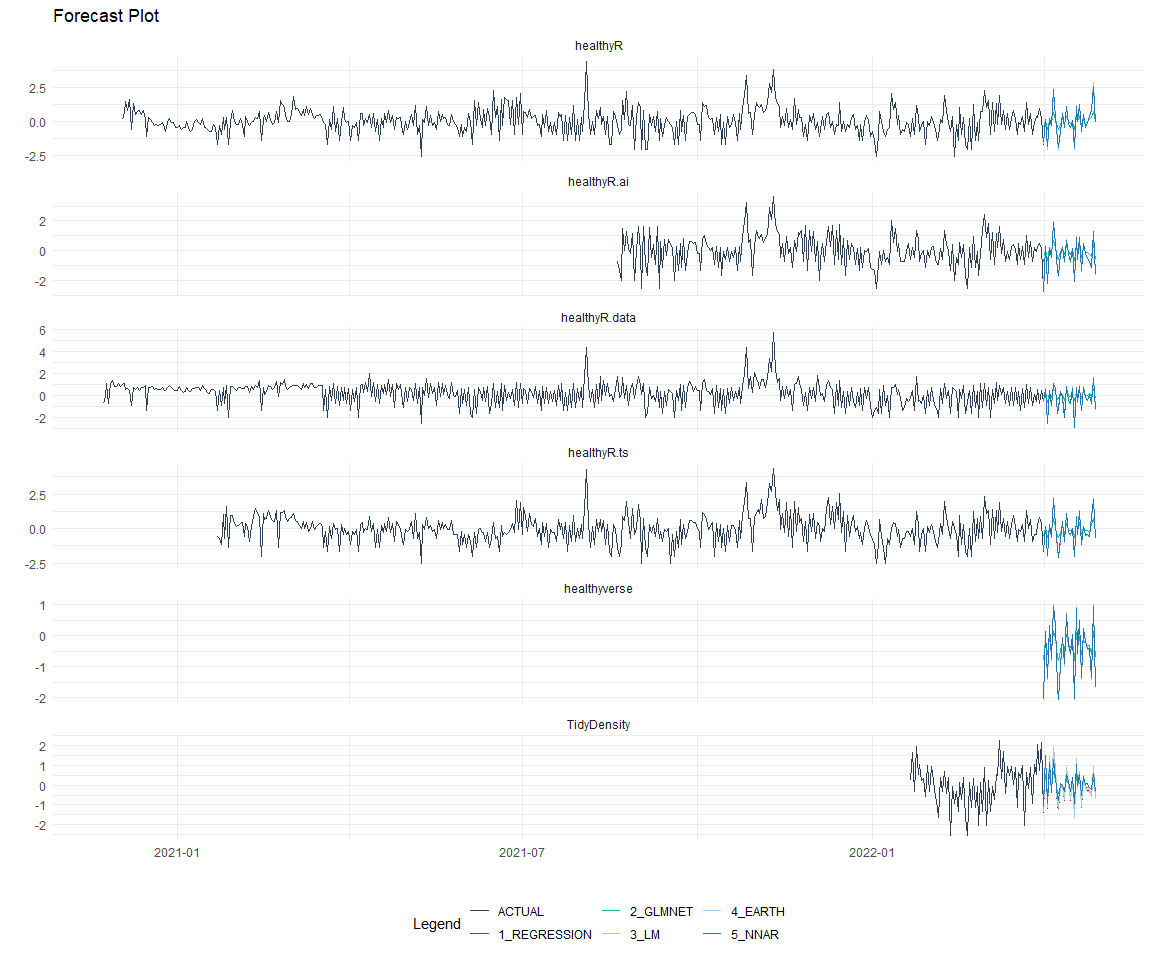 Forecast Plot
healthyR
2.5
0.0
-2.5
healthyR.ai
2
0
-2
healthyR.data
6
4
2
0
-2
healthyR.ts
2.5
0.0
-2.5
healthyverse
1
0
-1
-2
TidyDensity
2
1
0
-1
-2
2021-01 2021-07 2022-01
Legend
ACTUAL 2_GLMNET 4_EARTH
1_REGRESSION 3_LM 5_NNAR